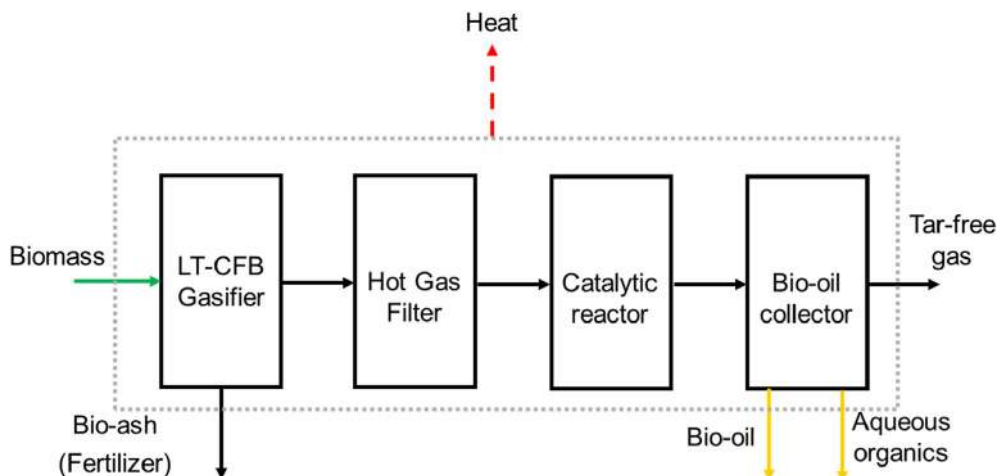 Heat
Biomass
LT-CFB
Gasifier
Hot Gas
Filter
Catalytic
reactor
Bio-oil
collector
Tar-free
gas
Bio-ash
(Fertilizer)
Bio-oil
Aqueous
organics